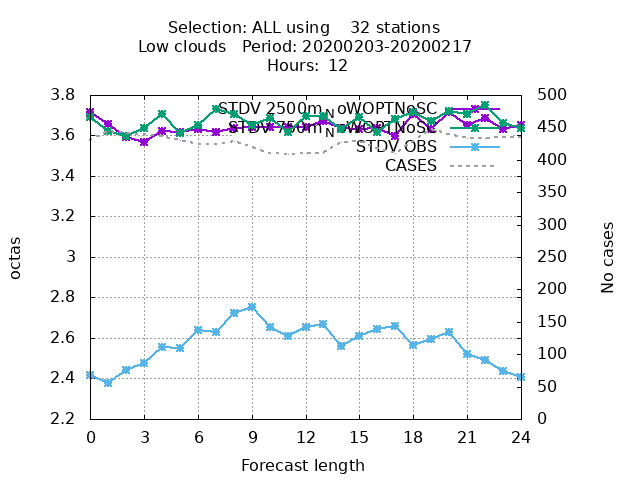 Selection: ALL using    32 stations
Low clouds   Period: 20200203-20200217
Hours:  12
STDV 2500m_NoWOPTNoSC
STDV 750m_NoWOPTNoSC
STDV OBS
CASES
3.8
3.6
3.4
3.2
3
2.8
2.6
2.4
2.2
500
450
400
350
300
250
200
150
100
50
0
octas
No cases
0 3 6 9 12 15 18 21 24
Forecast length